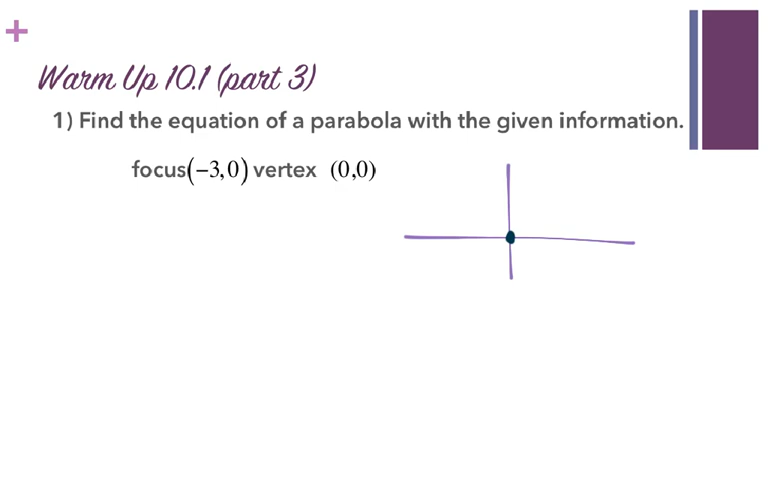 +
Warm Up 10.1 (part 3)
1) Find the equation of a parabola with the given information.
focus(−3,0) vertex (0,0)